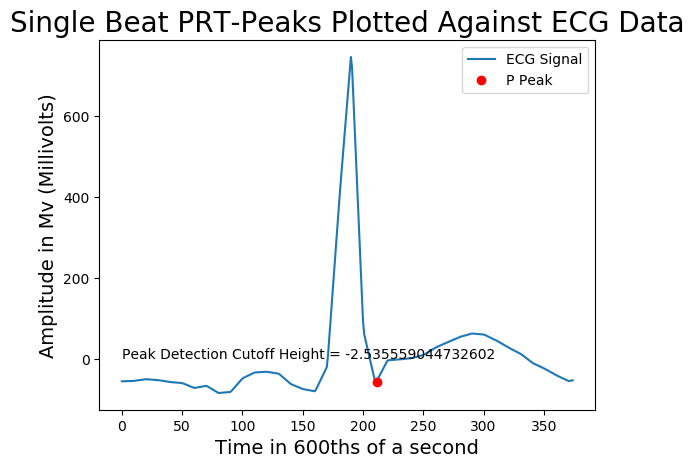 Single Beat PRT-Peaks Plotted Against ECG Data
ECG Signal
P Peak
Amplitude in Mv (Millivolts)
600
400
200
0
Peak Detection Cutoff Height = -2.535559044732602
0 50 100 150 200 250 300 350
Time in 600ths of a second